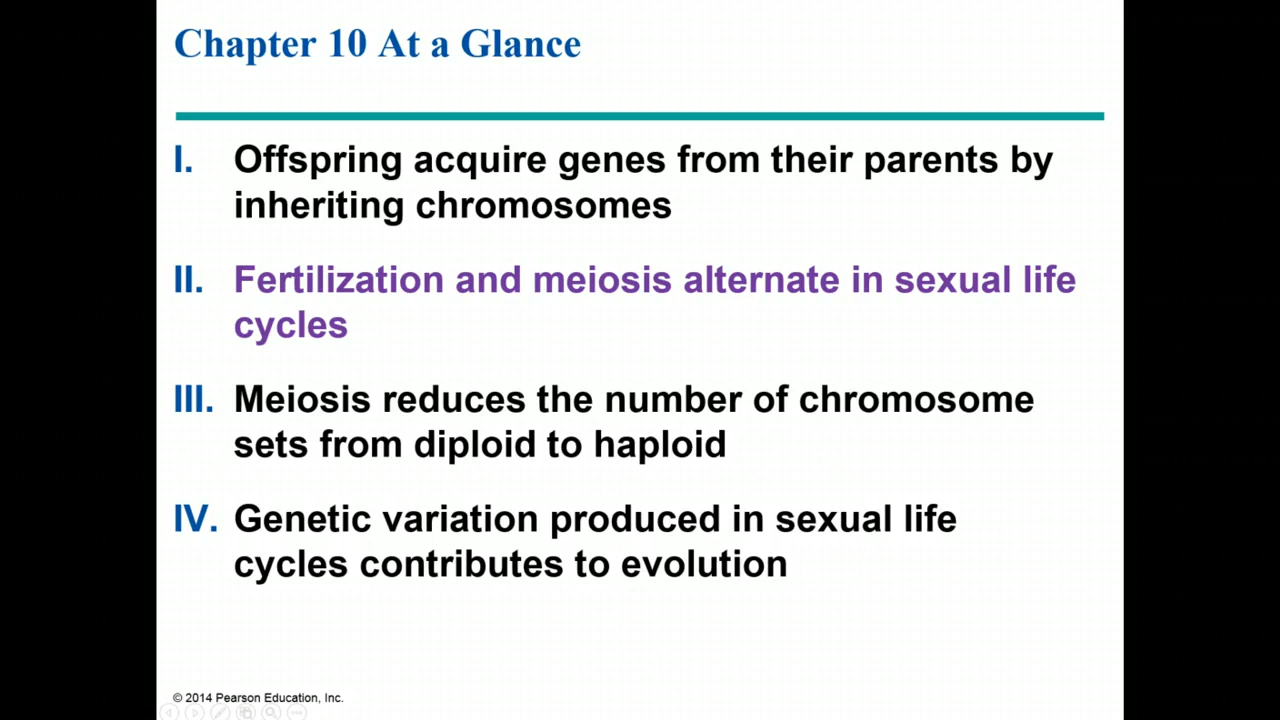 Chapter 10 At a Glance
I. Offspring acquire genes from their parents by
inheriting chromosomes
II. Fertilization and meiosis alternate in sexual life
cycles
III. Meiosis reduces the number of chromosome
sets from diploid to haploid
IV. Genetic variation produced in sexual life
cycles contributes to evolution
© 2014 Pearson Education, Inc.